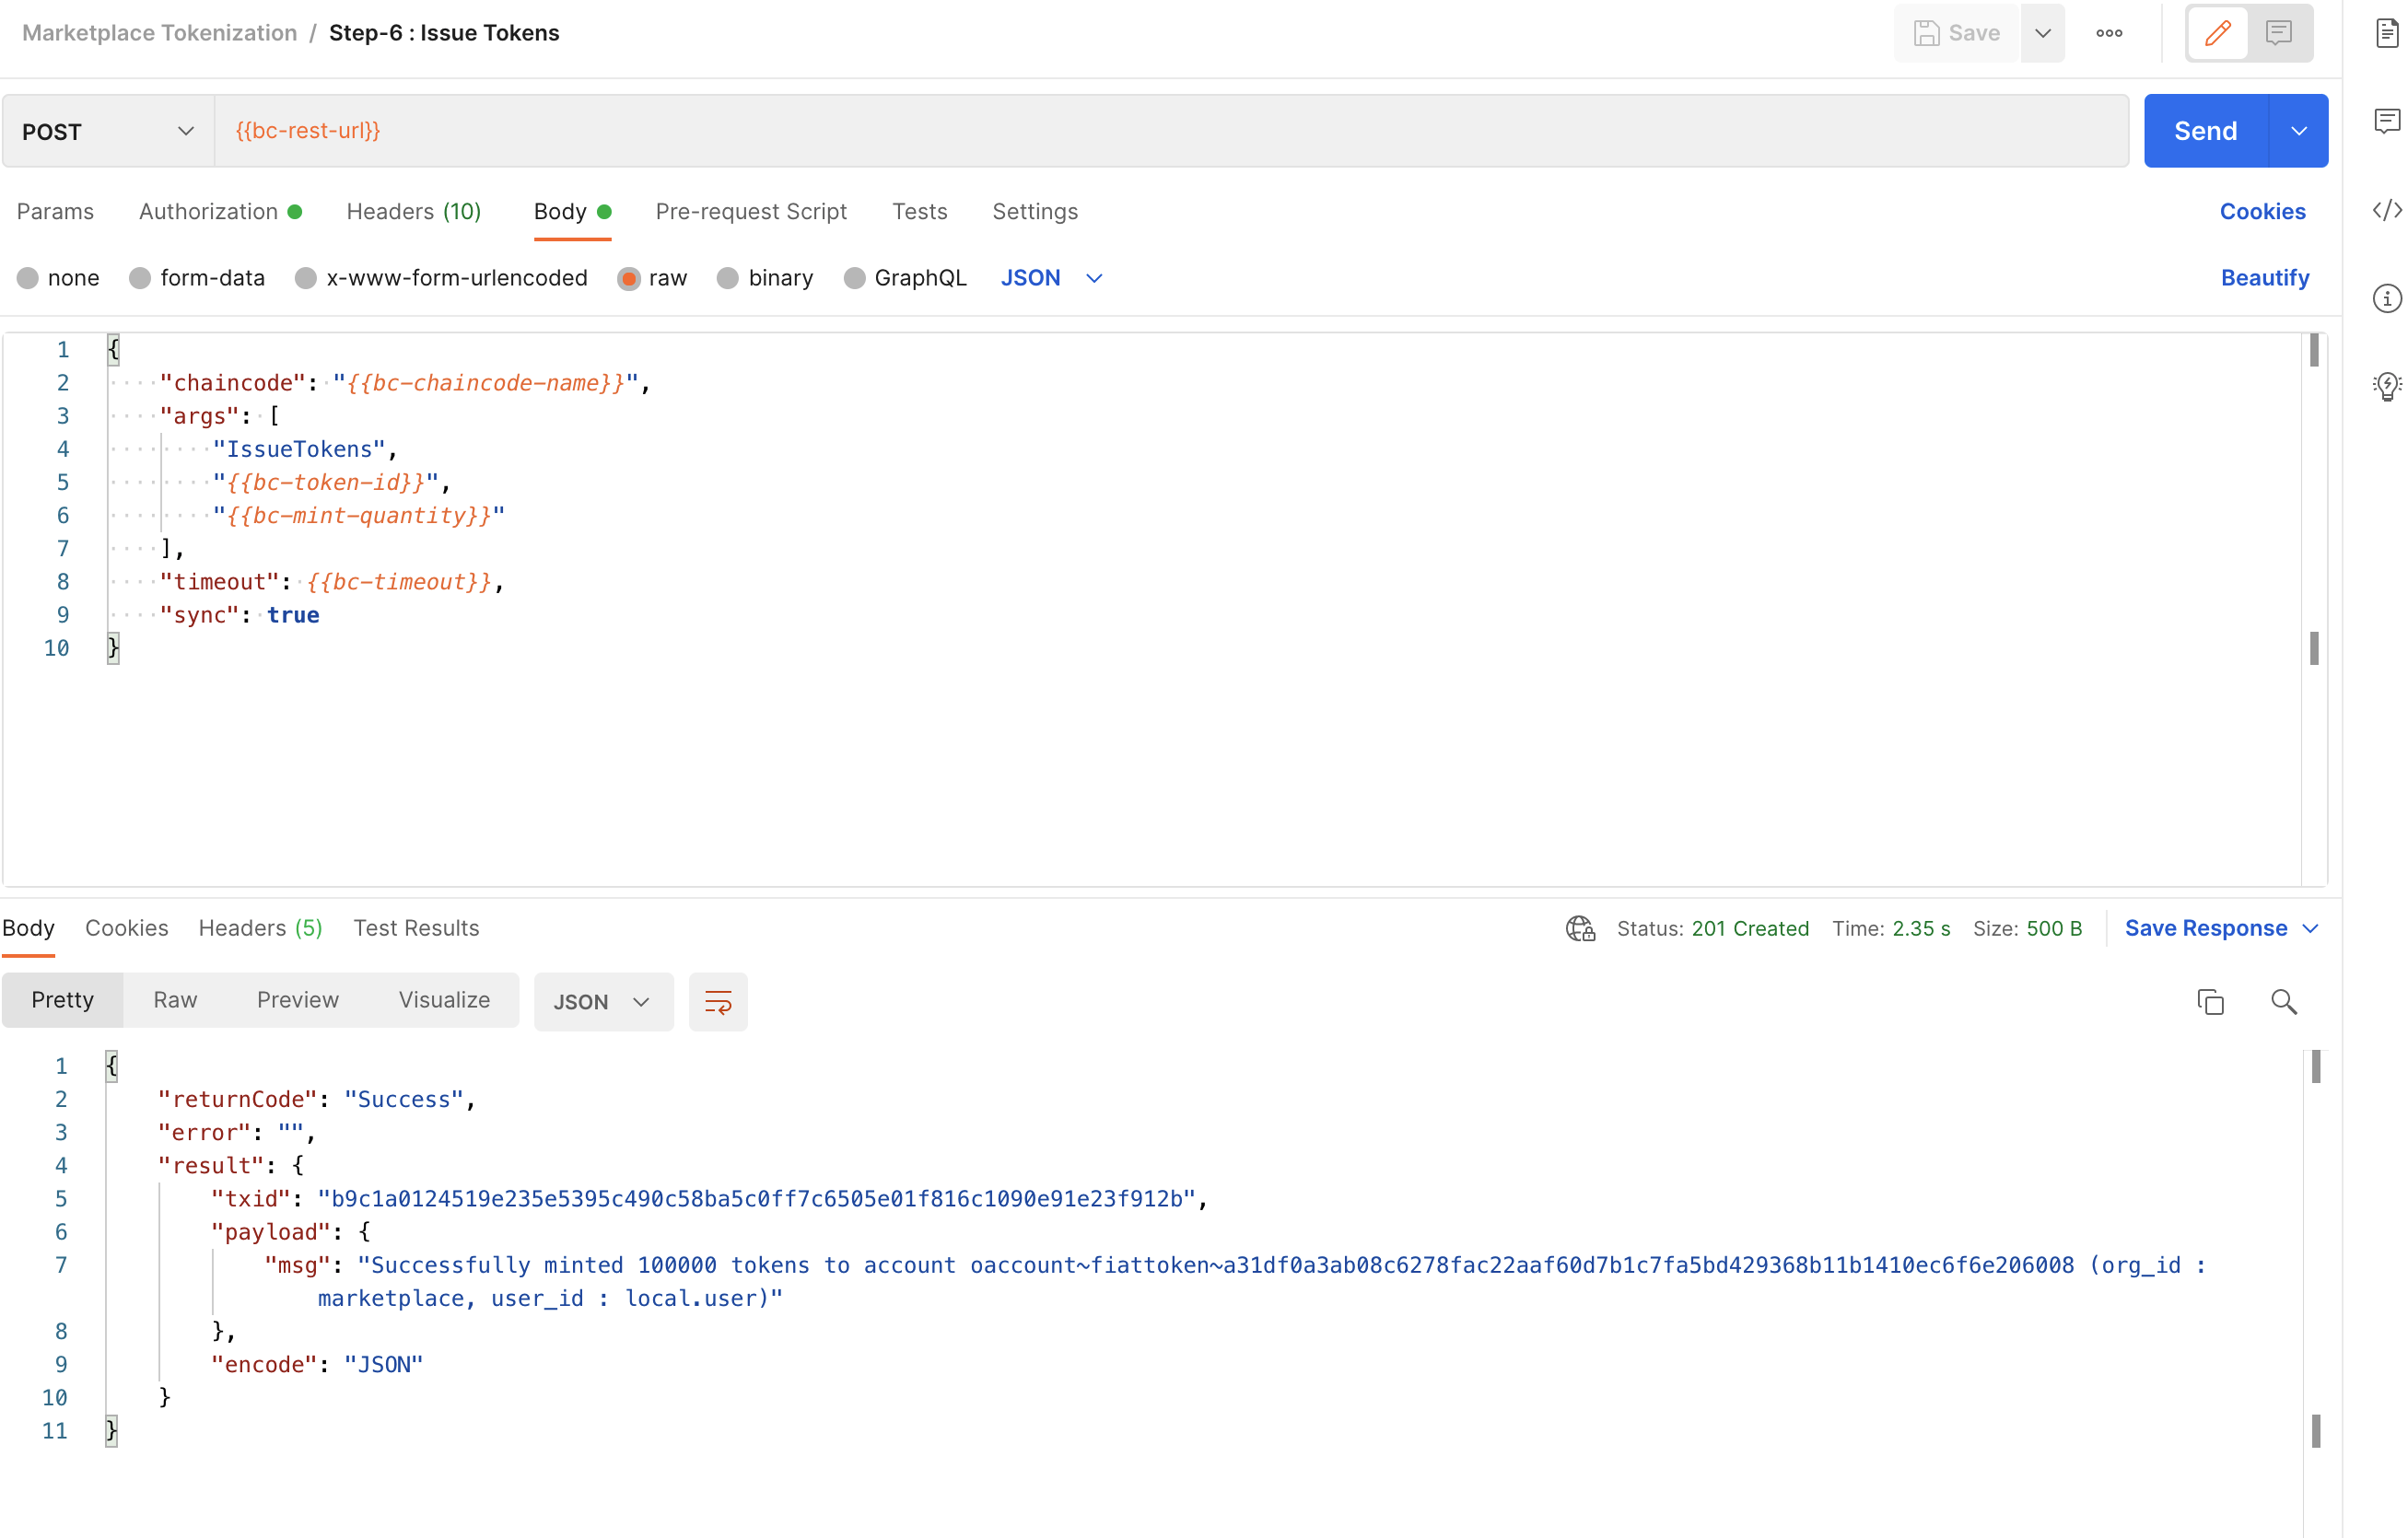 Marketplace Tokenization / Step-6 : Issue Tokens
Save
POST {{bc-rest-url}} Send
Params Authorization Headers (10) Body Pre-request Script Tests Settings Cookies
none form-data x-www-form-urlencoded raw binary GraphQL JSON Beautify
1 {
2 "chaincode": "{{bc-chaincode-name}}",
3 "args": [
4 "IssueTokens",
5 "{{bc-token-id}}",
6 "{{bc-mint-quantity}}"
7 ],
8 "timeout": {{bc-timeout}},
9 "sync": true
10 }
Body Cookies Headers (5) Test Results Status: 201 Created Time: 2.35 s Size: 500 B Save Response
Pretty Raw Preview Visualize JSON
1 {
2 "returnCode": "Success",
3 "error": "",
4 "result": {
5 "txid": "b9c1a0124519e235e5395c490c58ba5c0ff7c6505e01f816c1090e91e23f912b",
6 "payload": {
7 "msg": "Successfully minted 100000 tokens to account oaccount~fiattoken~a31df0a3ab08c6278fac22aaf60d7b1c7fa5bd429368b11b1410ec6f6e206008 (org_id :
marketplace, user_id : local.user)"
8 },
9 "encode": "JSON"
10 }
11 }